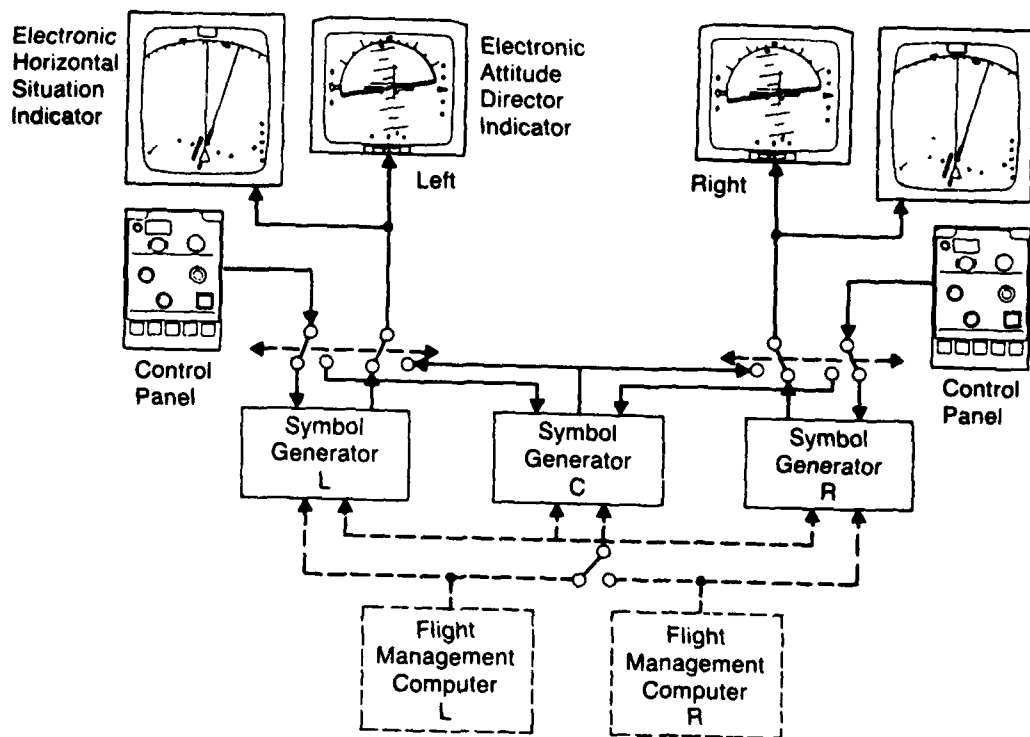 Electronic
Horizontal
Situation
Indicator
Electronic
Attitude
Director
Indicator
Left
Right
Control
Panel
Control
Panel
Symbol
Generator
L
Symbol
Generator
C
Symbol
Generator
R
Flight
Management
Computer
L
Flight
Management
Computer
R